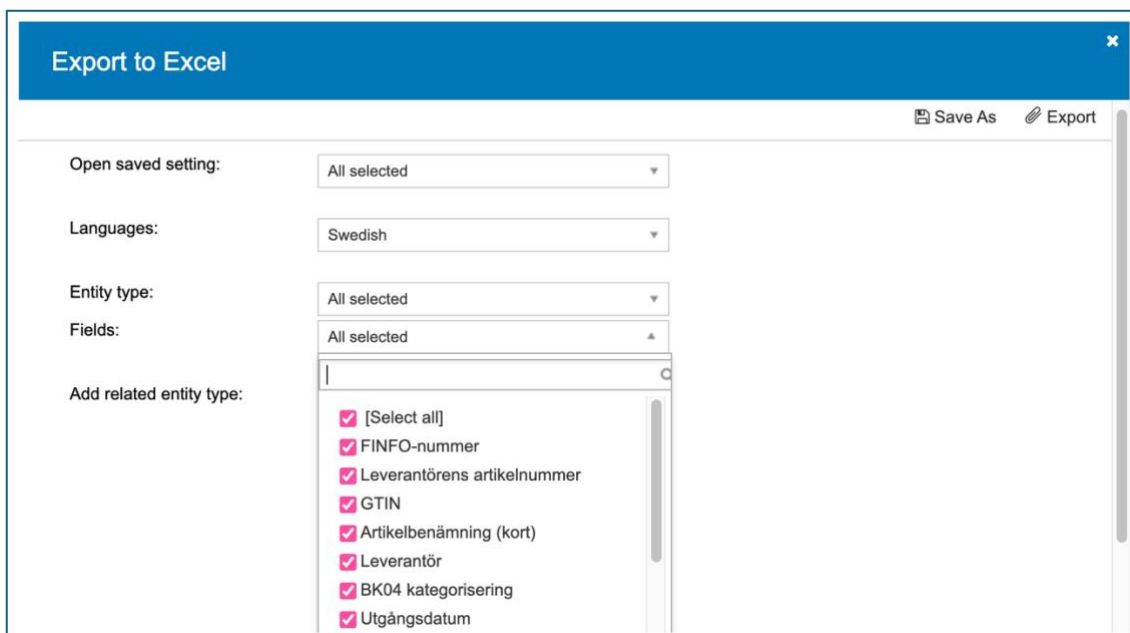 Export to Excel
Save As Export
Open saved setting: All selected
Languages: Swedish
Entity type: All selected
Fields: All selected
Add related entity type:
[Select all]
FINFO-nummer
Leverantörens artikelnummer
GTIN
Artikelbenämning (kort)
Leverantör
BK04 kategorisering
Utgångsdatum